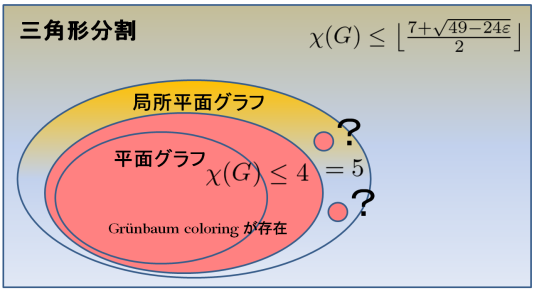 三角形分割
χ(G) ≤ ⌊(7+√(49−24ε))/2⌋
局所平面グラフ
?
平面グラフ
χ(G) ≤ 4
= 5
?
Grünbaum coloring が存在